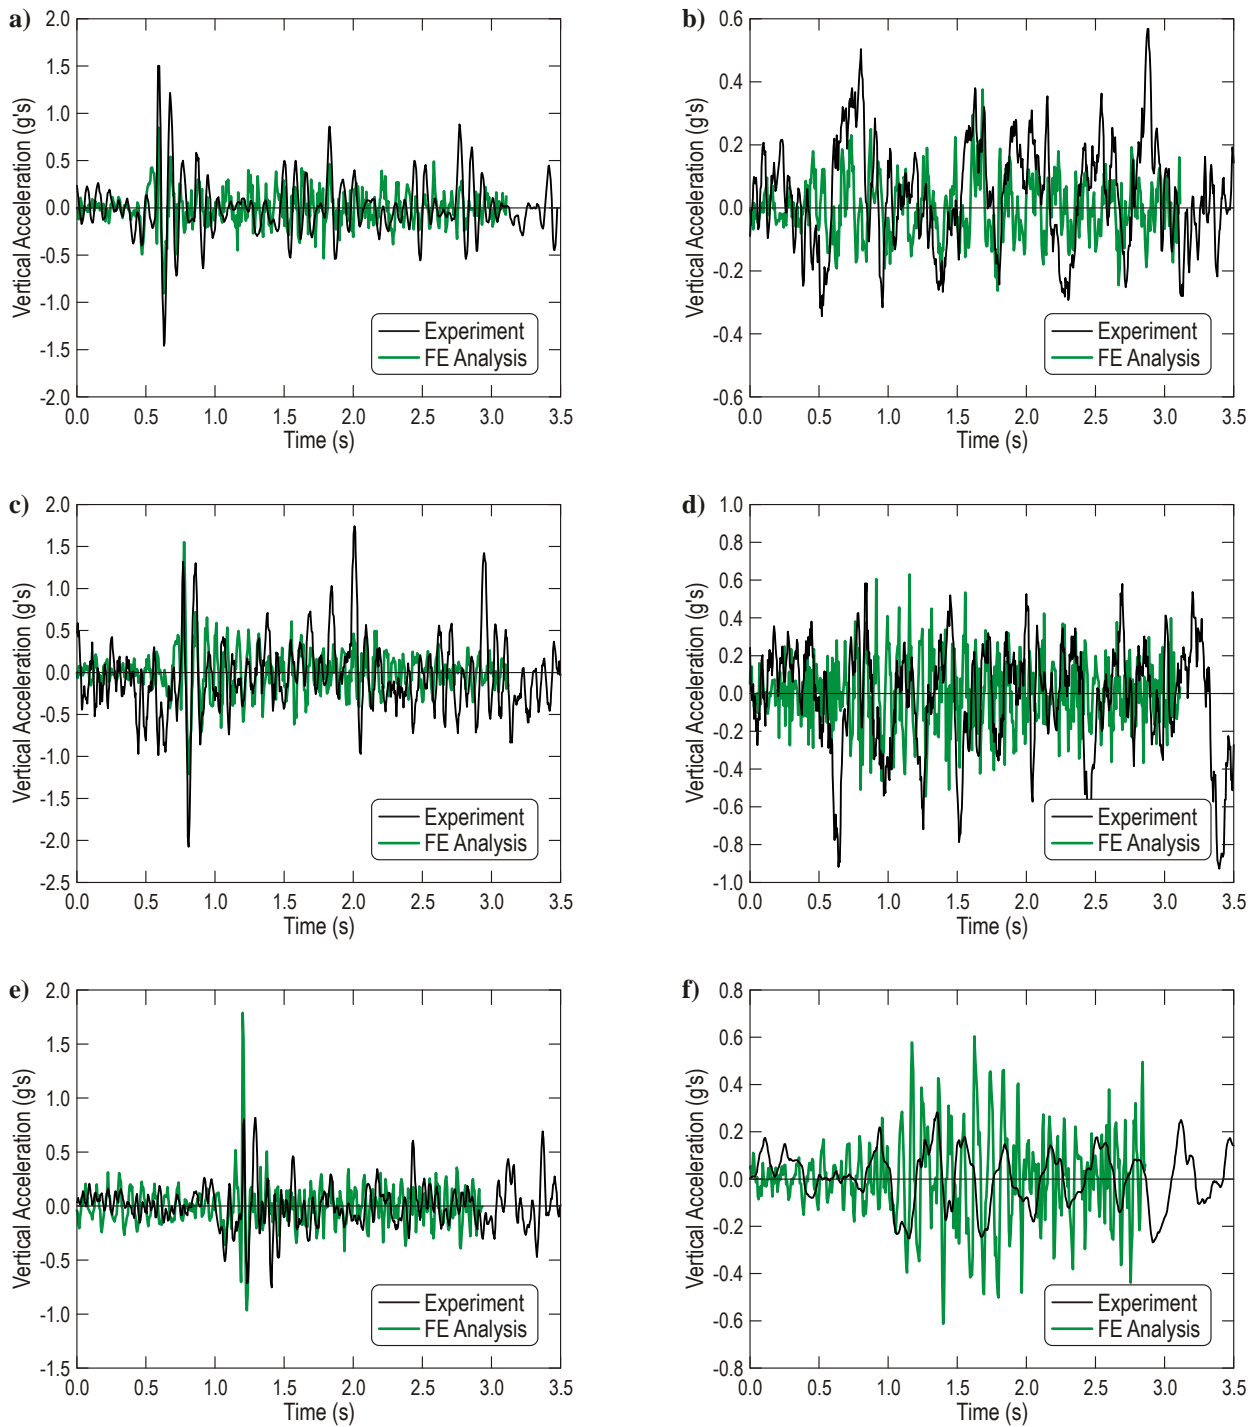 a)
Vertical Acceleration (g's)
2.0
1.5
1.0
0.5
0.0
-0.5
-1.0
-1.5
-2.0
Experiment
FE Analysis
0.0 0.5 1.0 1.5 2.0 2.5 3.0 3.5
Time (s)
b)
Vertical Acceleration (g's)
0.6
0.4
0.2
0.0
-0.2
-0.4
-0.6
Experiment
FE Analysis
0.0 0.5 1.0 1.5 2.0 2.5 3.0 3.5
Time (s)
c)
Vertical Acceleration (g's)
2.0
1.5
1.0
0.5
0.0
-0.5
-1.0
-1.5
-2.0
-2.5
Experiment
FE Analysis
0.0 0.5 1.0 1.5 2.0 2.5 3.0 3.5
Time (s)
d)
Vertical Acceleration (g's)
1.0
0.8
0.6
0.4
0.2
0.0
-0.2
-0.4
-0.6
-0.8
-1.0
Experiment
FE Analysis
0.0 0.5 1.0 1.5 2.0 2.5 3.0 3.5
Time (s)
e)
Vertical Acceleration (g's)
2.0
1.5
1.0
0.5
0.0
-0.5
-1.0
-1.5
Experiment
FE Analysis
0.0 0.5 1.0 1.5 2.0 2.5 3.0 3.5
Time (s)
f)
Vertical Acceleration (g's)
0.8
0.6
0.4
0.2
0.0
-0.2
-0.4
-0.6
-0.8
Experiment
FE Analysis
0.0 0.5 1.0 1.5 2.0 2.5 3.0 3.5
Time (s)